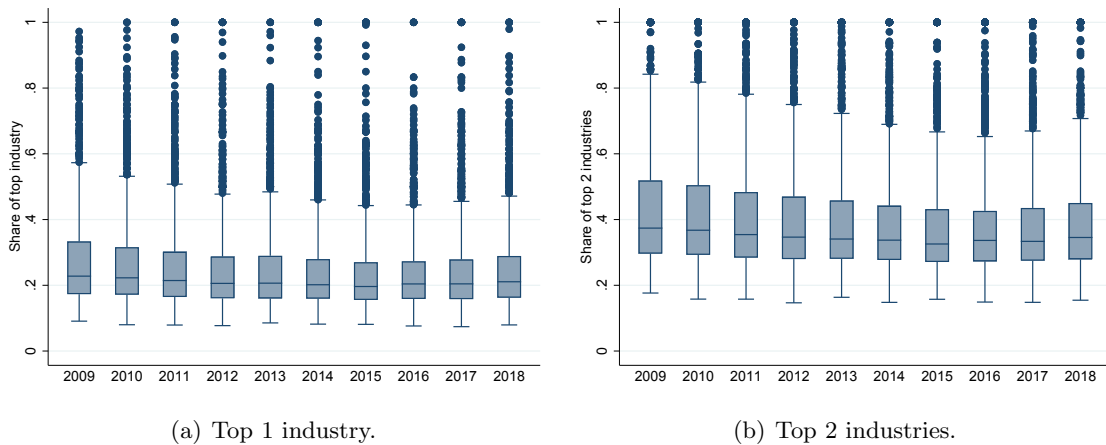 Share of top industry
1
.8
.6
.4
.2
0
2009 2010 2011 2012 2013 2014 2015 2016 2017 2018
(a) Top 1 industry.
Share of top 2 industries
1
.8
.6
.4
.2
0
2009 2010 2011 2012 2013 2014 2015 2016 2017 2018
(b) Top 2 industries.